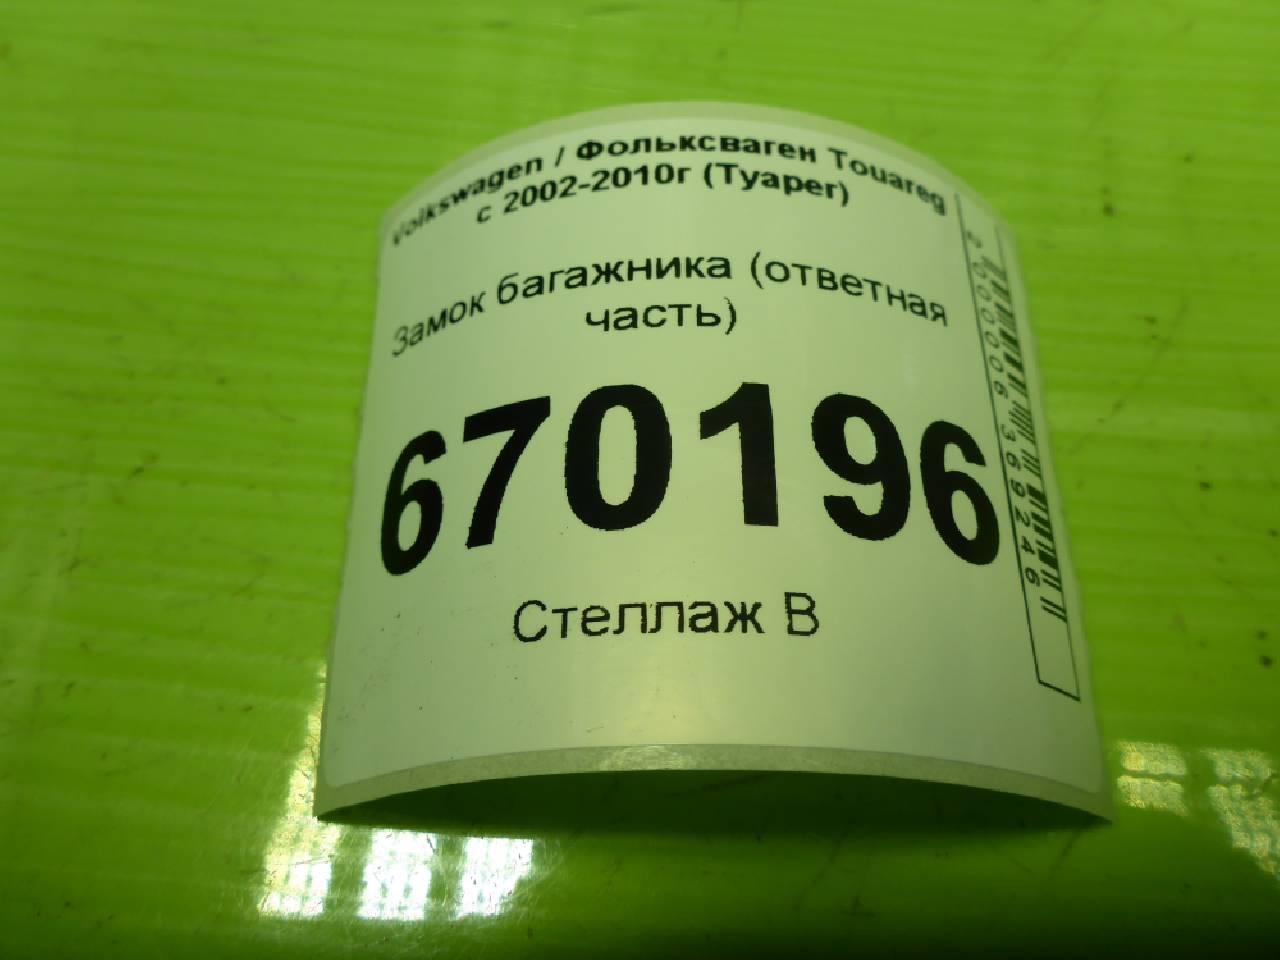 Volkswagen / Фольксваген Touareg
с 2002-2010г (Туарег)
Замок багажника (ответная
часть)
670196
Стеллаж В
2000006369246